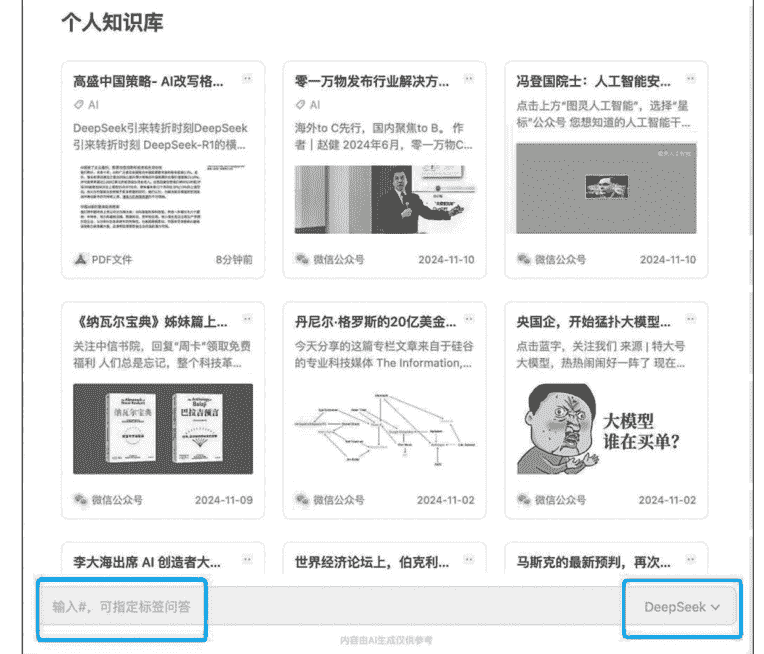 个人知识库
高盛中国策略- AI改写格...
AI
DeepSeek引来转折时刻DeepSeek
引来转折时刻 DeepSeek-R1的横...
PDF文件
8分钟前
零一万物发布行业解决方...
AI
海外to C先行，国内聚焦to B。 作
者｜赵健 2024年6月，零一万物C...
微信公众号
2024-11-10
冯登国院士：人工智能安...
点击上方“图灵人工智能”，选择“星
标”公众号 您想知道的人工智能干...
微信公众号
2024-11-10
《纳瓦尔宝典》姊妹篇上...
关注中信书院，回复“周卡”领取免费
福利 人们总是忘记，整个科技革...
纳瓦尔宝典
巴拉吉预言
微信公众号
2024-11-09
丹尼尔·格罗斯的20亿美金...
今天分享的这篇专栏文章来自于硅谷
的专业科技媒体 The Information,...
微信公众号
2024-11-02
央国企，开始猛扑大模型...
点击蓝字，关注我们 来源 | 特大号
大模型，热热闹闹好一阵了 现在...
大模型
谁在买单？
微信公众号
2024-11-02
李大海出席 AI 创造者大...
世界经济论坛上，伯克利...
马斯克的最新预判，再次...
输入#，可指定标签问答
DeepSeek
内容由AI生成仅供参考